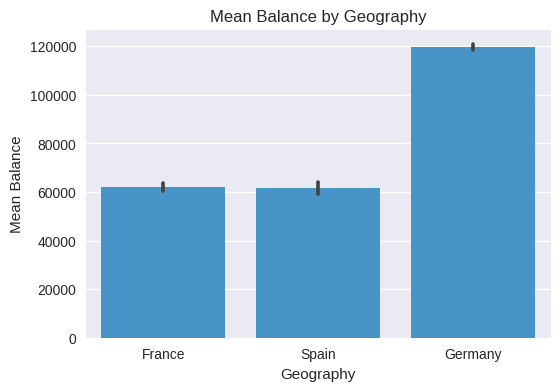 Mean Balance by Geography
120000
100000
80000
60000
40000
20000
0
Mean Balance
France
Spain
Germany
Geography